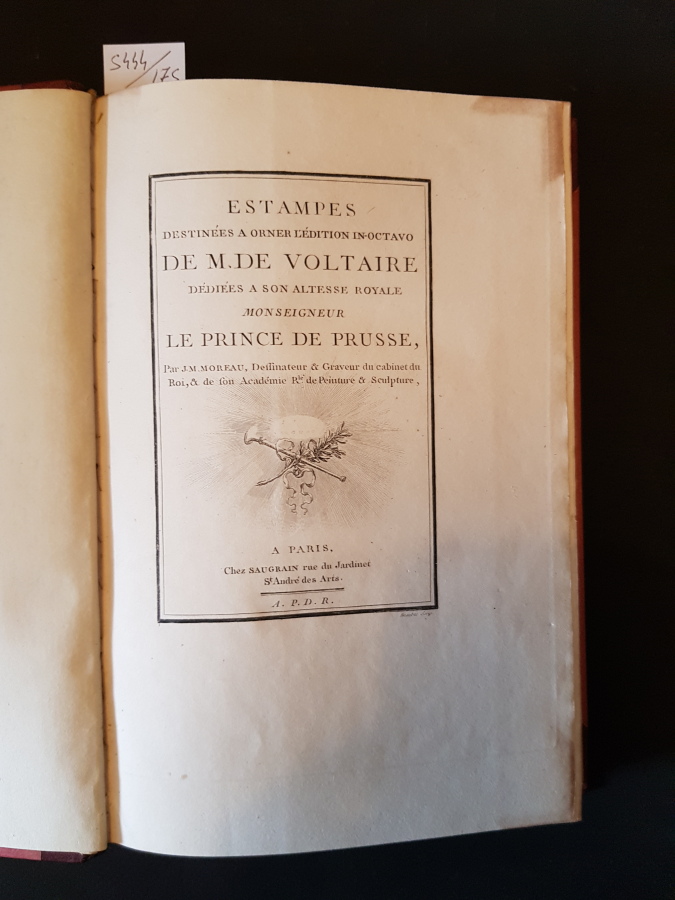 S444/175
ESTAMPES
DESTINÉES A ORNER L'ÉDITION IN-OCTAVO
DE M. DE VOLTAIRE
DÉDIÉES A SON ALTESSE ROYALE
MONSEIGNEUR
LE PRINCE DE PRUSSE,
Par J.M. MOREAU, Dessinateur & Graveur du cabinet du
Roi, & de son Académie Rle. de Peinture & Sculpture,
A PARIS,
Chez SAUGRAIN rue du Jardinet
St. André des Arts.
A. P. D. R.